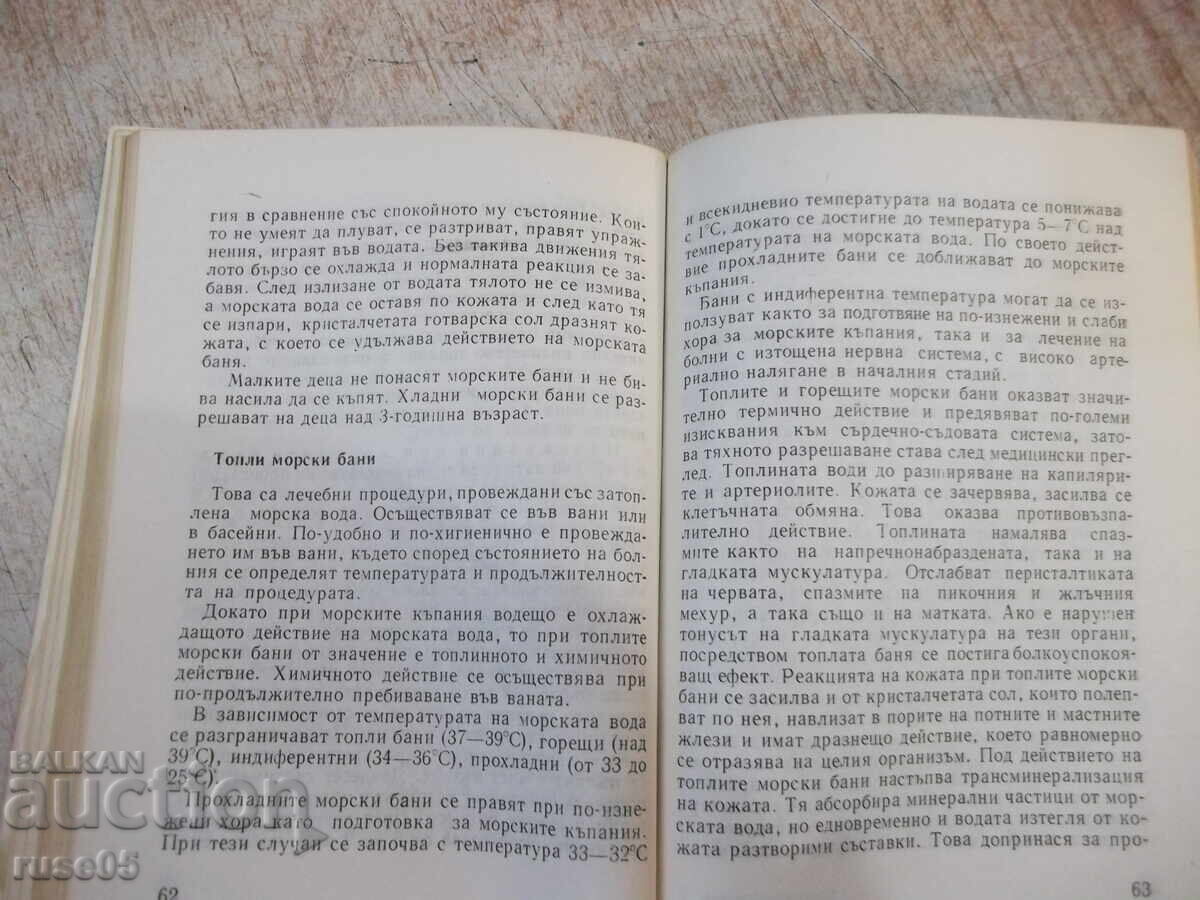 гия в сравнение със спокойното му състояние. Кои-
то не умеят да плуват, се разтриват, правят упраж-
нения, играят във водата. Без такива движения тя-
лото бързо се охлажда и нормалната реакция се за-
бавя. След излизане от водата тялото не се измива,
а морската вода се оставя по кожата и след като тя
се изпари, кристалчетата готварска сол дразнят ко-
жата, с което се удължава действието на морската
баня.
Малките деца не понасят морските бани и не би-
ва насила да се къпят. Хладни морски бани се раз-
решават на деца над 3-годишна възраст.
Топли морски бани
Това са лечебни процедури, провеждани със затоп-
лена морска вода. Осъществяват се във вани или
в басейни. По-удобно и по-хигиенично е провежда-
нето им във вани, където според състоянието на бол-
ния се определят температурата и продължителност-
та на процедурата.
Докато при морските къпания водещо е охлаж-
дащото действие на морската вода, то при топлите
морски бани от значение е топлинното и химичното
действие. Химичното действие се осъществява при
по-продължително пребиваване във ваната.
В зависимост от температурата на морската вода
се разграничават топли бани (37—39°С), горещи (над
39°С), индиферентни (34—36°С), прохладни (от 33 до
25°С).
Прохладните морски бани се правят при по-изне-
жени хора като подготовка за морските къпания.
При тези случаи се започва с температура 33—32°С
62
и всекидневно температурата на водата се понижава
с 1°С, докато се достигне до температура 5—7°С над
температурата на морската вода. По своето дейст-
вие прохладните бани се доближават до морските
къпания.
Бани с индиферентна температура могат да се из-
ползуват както за подготвяне на по-изнежени и слаби
хора за морските къпания, така и за лечение на
болни с изтощена нервна система, с високо арте-
риално налягане в началния стадий.
Топлите и горещите морски бани оказват значи-
телно термично действие и предявяват по-големи
изисквания към сърдечно-съдовата система, зато-
ва тяхното разрешаване става след медицински прег-
лед. Топлината води до разширяване на капиляри-
те и артериолите. Кожата се зачервява, засилва се
клетъчната обмяна. Това оказва противовъзпа-
лително действие. Топлината намалява спаз-
мите както на напречнонабраздената, така и на
гладката мускулатура. Отслабват перисталтиката
на червата, спазмите на пикочния и жлъчния
мехур, а така също и на матката. Ако е нарушен
тонусът на гладката мускулатура на тези органи,
посредством топлата баня се постига болкоуспокоя-
ващ ефект. Реакцията на кожата при топлите морски
бани се засилва и от кристалчетата сол, които полеп-
ват по нея, навлизат в порите на потните и мастните
жлези и имат дразнещо действие, което равномерно
се отразява на целия организъм. Под действието на
топлите морски бани настъпва трансминерализация
на кожата. Тя абсорбира минерални частици от мор-
ската вода, но едновременно и водата изтегля от ко-
жата разтворими съставки. Това допринася за про-
63
BALKAN
auction
ruse05